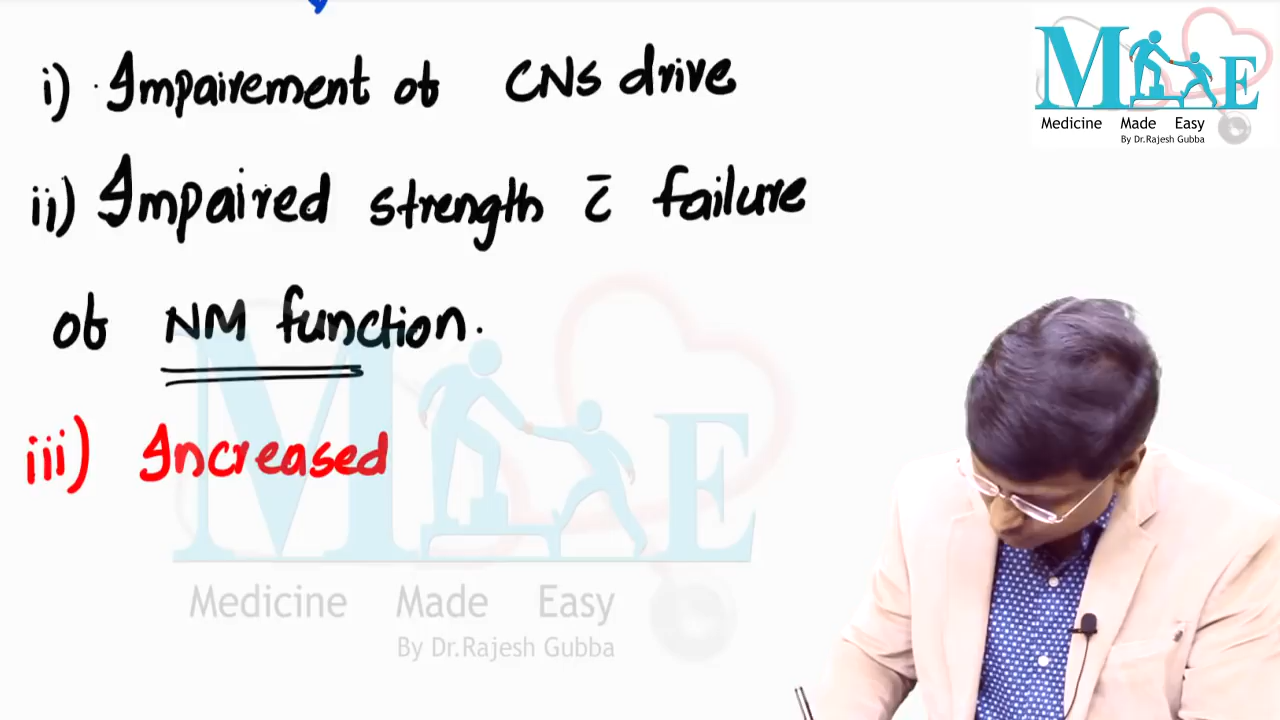 i) Impairement of CNS drive
ii) Impaired strength c̄ failure
of NM function.
iii) Increased
MME
Medicine Made Easy
By Dr.Rajesh Gubba
M E
Medicine Made Easy
By Dr.Rajesh Gubba